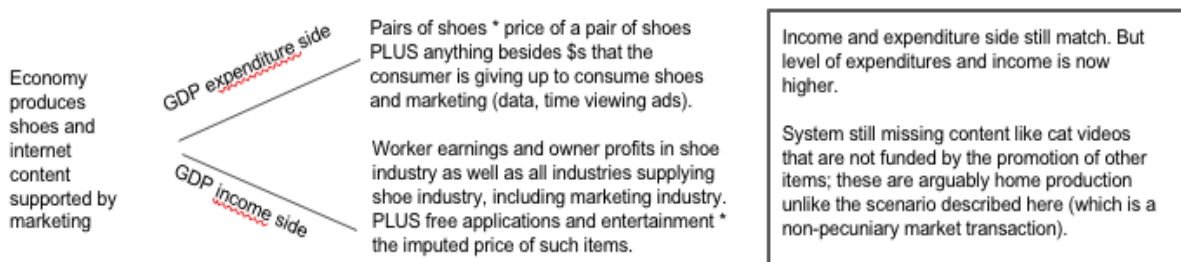 Economy
produces
shoes and
internet
content
supported by
marketing
GDP expenditure side
GDP income side
Pairs of shoes * price of a pair of shoes
PLUS anything besides $s that the
consumer is giving up to consume shoes
and marketing (data, time viewing ads).
Worker earnings and owner profits in shoe
industry as well as all industries supplying
shoe industry, including marketing industry.
PLUS free applications and entertainment *
the imputed price of such items.
Income and expenditure side still match. But
level of expenditures and income is now
higher.
System still missing content like cat videos
that are not funded by the promotion of other
items; these are arguably home production
unlike the scenario described here (which is a
non-pecuniary market transaction).